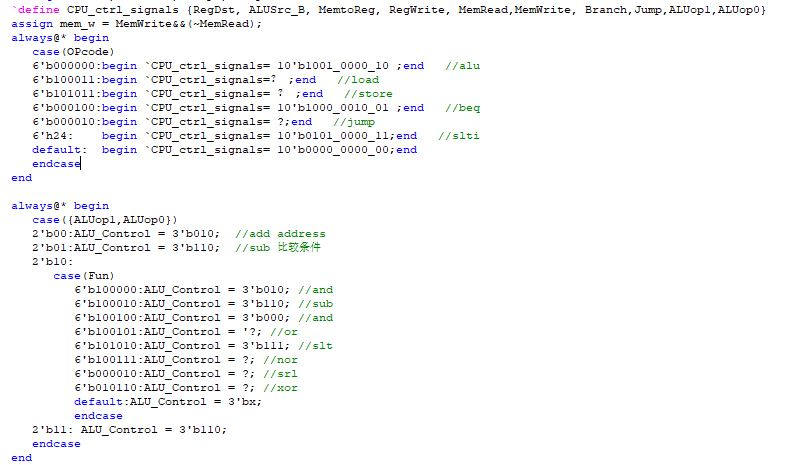 `define CPU_ctrl_signals {RegDst, ALUSrc_B, MemtoReg, RegWrite, MemRead,MemWrite, Branch,Jump,ALUop1,ALUop0}
assign mem_w = MemWrite&&(~MemRead);
always@* begin
case(OPcode)
6'b000000:begin `CPU_ctrl_signals= 10'b1001_0000_10 ;end //alu
6'b100011:begin `CPU_ctrl_signals=? ;end //load
6'b101011:begin `CPU_ctrl_signals= ? ;end //store
6'b000100:begin `CPU_ctrl_signals= 10'b1000_0010_01 ;end //beq
6'b000010:begin `CPU_ctrl_signals= ?;end //jump
6'h24: begin `CPU_ctrl_signals= 10'b0101_0000_11;end //slti
default: begin `CPU_ctrl_signals= 10'b0000_0000_00;end
endcase
end
always@* begin
case({ALUop1,ALUop0})
2'b00:ALU_Control = 3'b010; //add address
2'b01:ALU_Control = 3'b110; //sub 比较条件
2'b10:
case(Fun)
6'b100000:ALU_Control = 3'b010; //and
6'b100010:ALU_Control = 3'b110; //sub
6'b100100:ALU_Control = 3'b000; //and
6'b100101:ALU_Control = '?; //or
6'b101010:ALU_Control = 3'b111; //slt
6'b100111:ALU_Control = ?; //nor
6'b000010:ALU_Control = ?; //srl
6'b010110:ALU_Control = ?; //xor
default:ALU_Control = 3'bx;
endcase
2'b11: ALU_Control = 3'b110;
endcase
end